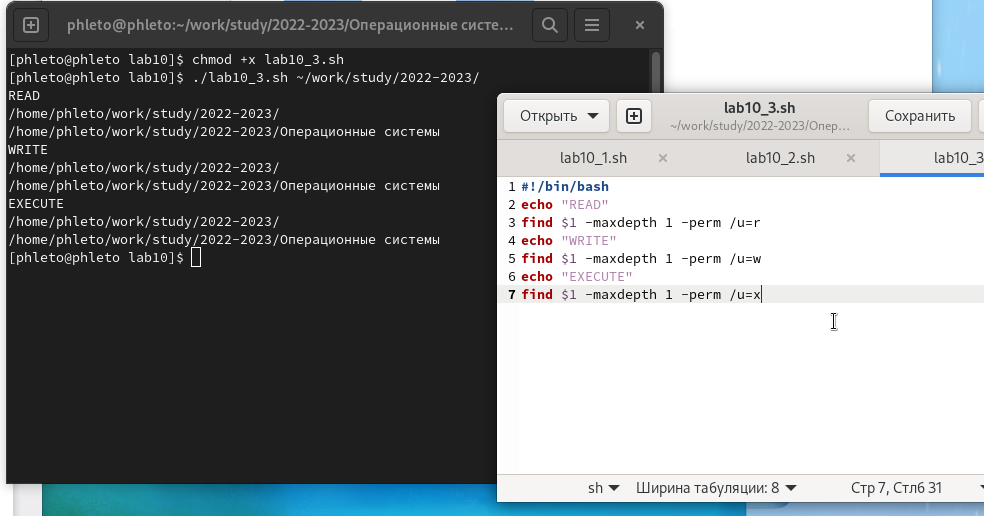 phleto@phleto:~/work/study/2022-2023/Операционные систе...
[phleto@phleto lab10]$ chmod +x lab10_3.sh
[phleto@phleto lab10]$ ./lab10_3.sh ~/work/study/2022-2023/
READ
/home/phleto/work/study/2022-2023/
/home/phleto/work/study/2022-2023/Операционные системы
WRITE
/home/phleto/work/study/2022-2023/
/home/phleto/work/study/2022-2023/Операционные системы
EXECUTE
/home/phleto/work/study/2022-2023/
/home/phleto/work/study/2022-2023/Операционные системы
[phleto@phleto lab10]$
Открыть
lab10_3.sh
~/work/study/2022-2023/Опер...
Сохранить
lab10_1.sh
lab10_2.sh
lab10_3
1 #!/bin/bash
2 echo "READ"
3 find $1 -maxdepth 1 -perm /u=r
4 echo "WRITE"
5 find $1 -maxdepth 1 -perm /u=w
6 echo "EXECUTE"
7 find $1 -maxdepth 1 -perm /u=x
sh
Ширина табуляции: 8
Стр 7, Стлб 31